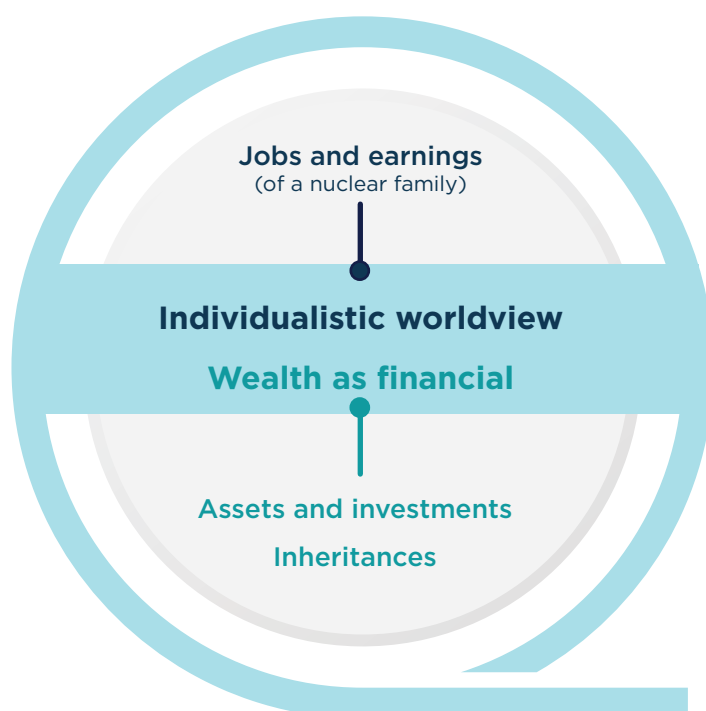 Jobs and earnings
(of a nuclear family)
Individualistic worldview
Wealth as financial
Assets and investments
Inheritances